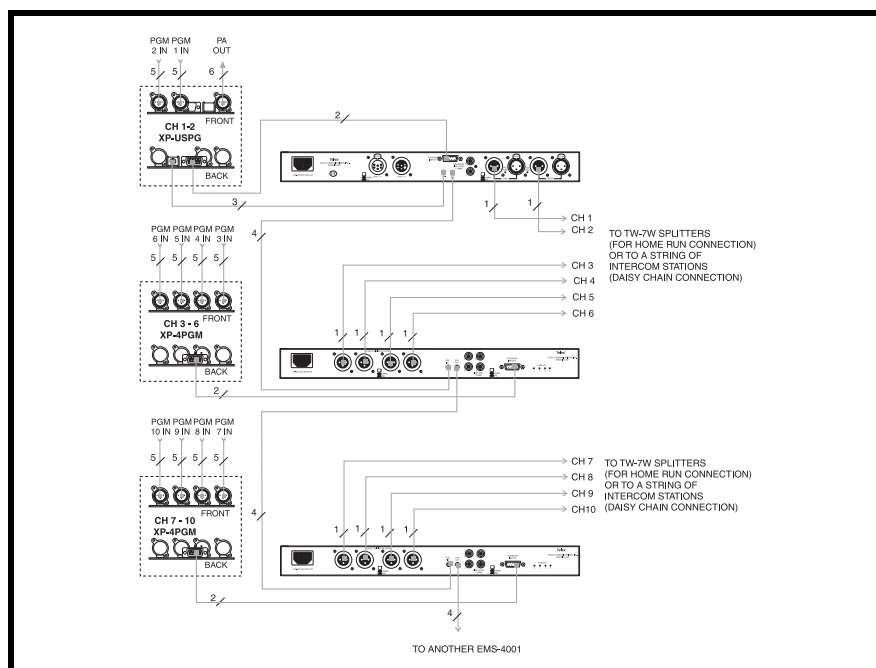 PGM PGM PA
2 IN 1 IN OUT
5 5 6
FRONT
CH 1-2
XP-USPG
BACK
2
Telex
3
4
1 1
CH 1
CH 2
TO TW-7W SPLITTERS
(FOR HOME RUN CONNECTION)
OR TO A STRING OF
INTERCOM STATIONS
(DAISY CHAIN CONNECTION)
PGM PGM PGM PGM
6 IN 5 IN 4 IN 3 IN
5 5 5 5
FRONT
CH 3 - 6
XP-4PGM
BACK
2
CH 3
CH 4
CH 5
CH 6
1 1 1 1
Telex
PGM PGM PGM PGM
10 IN 9 IN 8 IN 7 IN
5 5 5 5
FRONT
CH 7 - 10
XP-4PGM
BACK
2
4
CH 7
CH 8
CH 9
CH10
TO TW-7W SPLITTERS
(FOR HOME RUN CONNECTION)
OR TO A STRING OF
INTERCOM STATIONS
(DAISY CHAIN CONNECTION)
1 1 1 1
Telex
4
TO ANOTHER EMS-4001